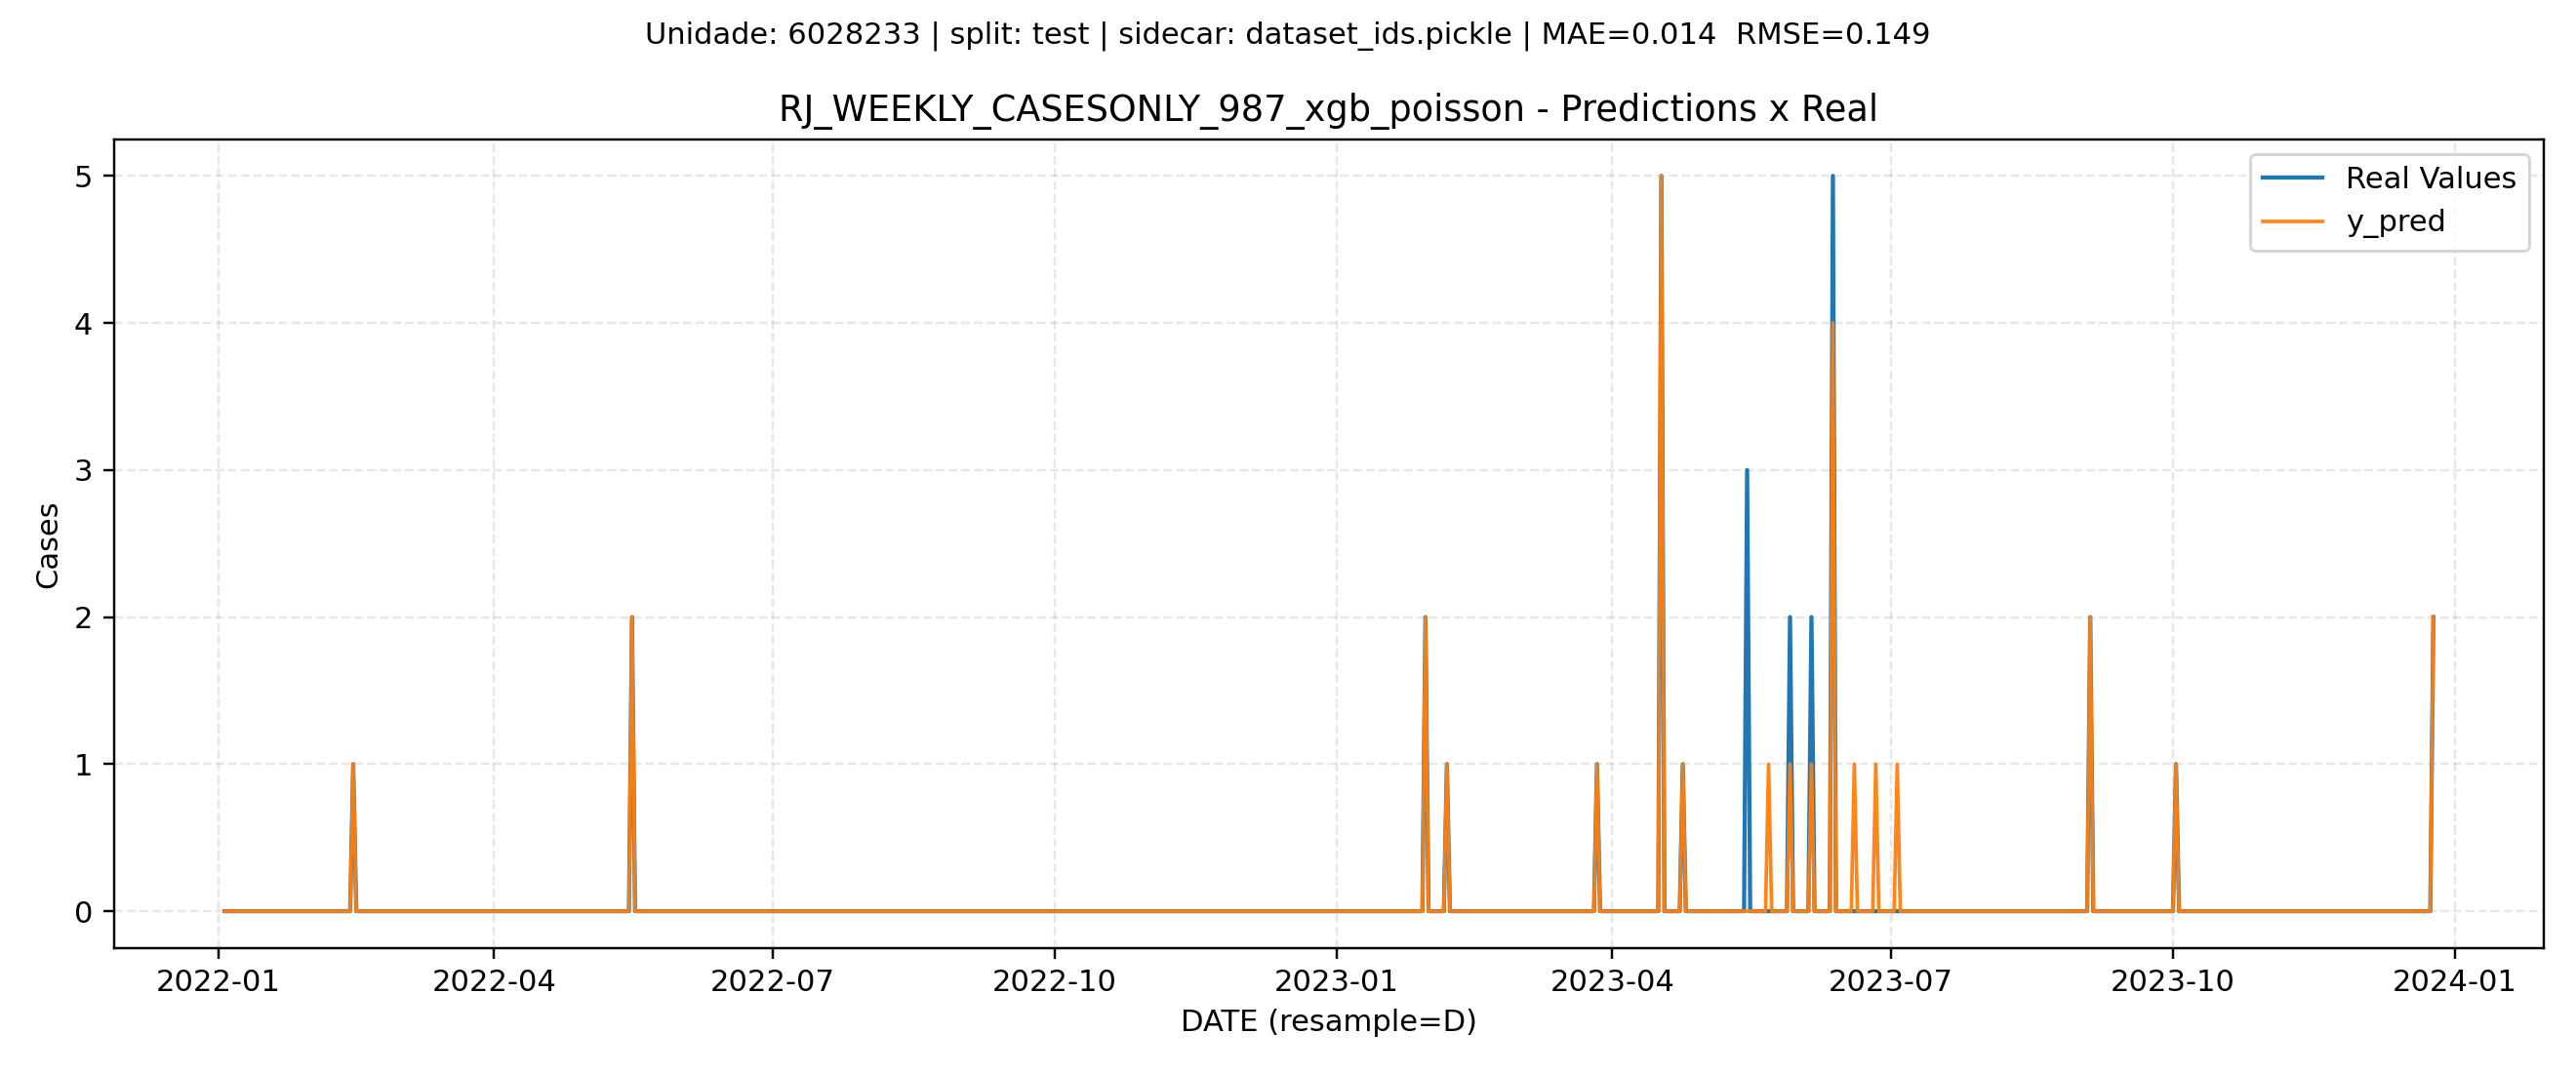 Unidade: 6028233 | split: test | sidecar: dataset_ids.pickle | MAE=0.014  RMSE=0.149
RJ_WEEKLY_CASESONLY_987_xgb_poisson - Predictions x Real
Real Values
y_pred
Cases
5
4
3
2
1
0
2022-01 2022-04 2022-07 2022-10 2023-01 2023-04 2023-07 2023-10 2024-01
DATE (resample=D)